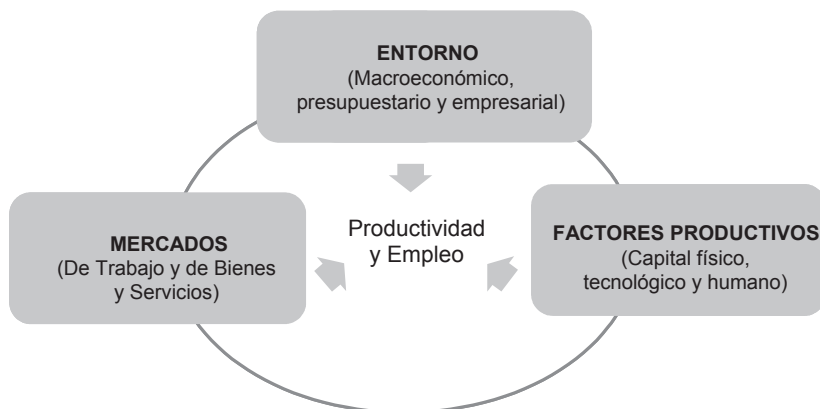 ENTORNO
(Macroeconómico,
presupuestario y empresarial)
MERCADOS
(De Trabajo y de Bienes
y Servicios)
Productividad
y Empleo
FACTORES PRODUCTIVOS
(Capital físico,
tecnológico y humano)